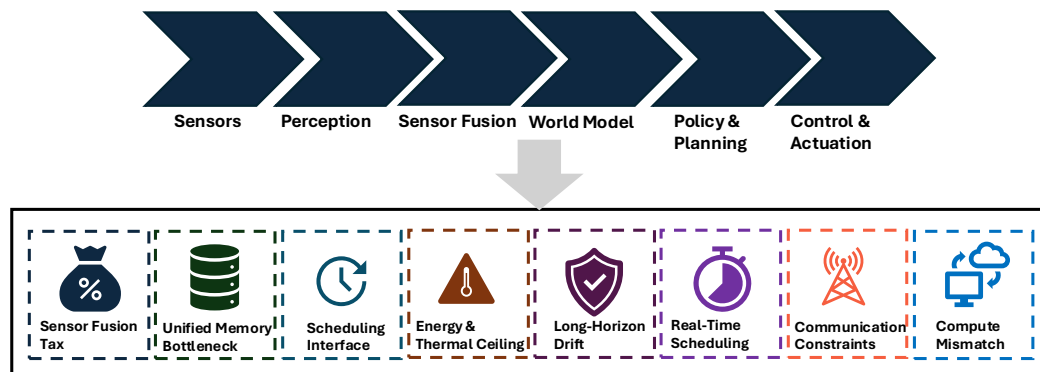 Sensors
Perception
Sensor Fusion
World Model
Policy &
Planning
Control &
Actuation
%
Sensor Fusion
Tax
Unified Memory
Bottleneck
Scheduling
Interface
Energy &
Thermal Ceiling
Long-Horizon
Drift
Real-Time
Scheduling
Communication
Constraints
Compute
Mismatch